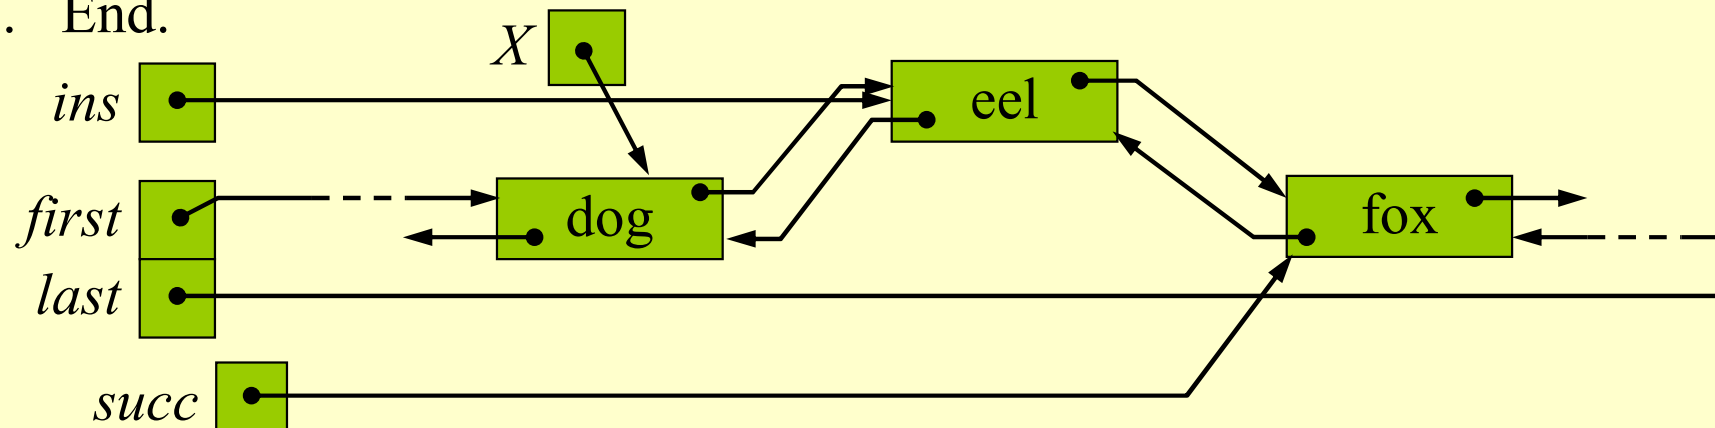 . End.
X
ins
eel
first
dog
fox
last
succ